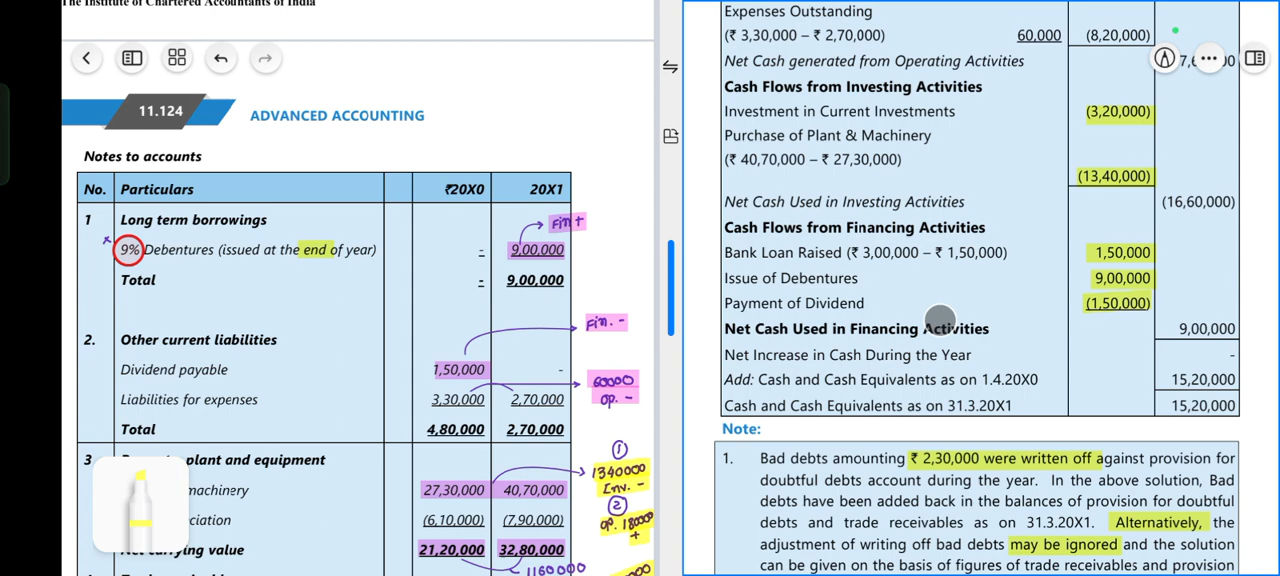 The Institute of Chartered Accountants of India
11.124 ADVANCED ACCOUNTING
Notes to accounts
No. Particulars ₹20X0 20X1
1 Long term borrowings Fin +
x 9% Debentures (issued at the end of year) - 9,00,000
Total - 9,00,000
Fin. -
2. Other current liabilities
Dividend payable 1,50,000 -
60000
Liabilities for expenses 3,30,000 2,70,000 op. -
Total 4,80,000 2,70,000
①
3 plant and equipment 1340000
machinery 27,30,000 40,70,000 Inv. -
②
ciation (6,10,000) (7,90,000) op. 180000
+
Net carrying value 21,20,000 32,80,000
1160000
Expenses Outstanding
(₹ 3,30,000 – ₹ 2,70,000) 60,000 (8,20,000)
Net Cash generated from Operating Activities
Cash Flows from Investing Activities
Investment in Current Investments (3,20,000)
Purchase of Plant & Machinery
(₹ 40,70,000 – ₹ 27,30,000)
(13,40,000)
Net Cash Used in Investing Activities (16,60,000)
Cash Flows from Financing Activities
Bank Loan Raised (₹ 3,00,000 – ₹ 1,50,000) 1,50,000
Issue of Debentures 9,00,000
Payment of Dividend (1,50,000)
Net Cash Used in Financing Activities 9,00,000
Net Increase in Cash During the Year -
Add: Cash and Cash Equivalents as on 1.4.20X0 15,20,000
Cash and Cash Equivalents as on 31.3.20X1 15,20,000
Note:
1. Bad debts amounting ₹ 2,30,000 were written off against provision for
doubtful debts account during the year. In the above solution, Bad
debts have been added back in the balances of provision for doubtful
debts and trade receivables as on 31.3.20X1. Alternatively, the
adjustment of writing off bad debts may be ignored and the solution
can be given on the basis of figures of trade receivables and provision